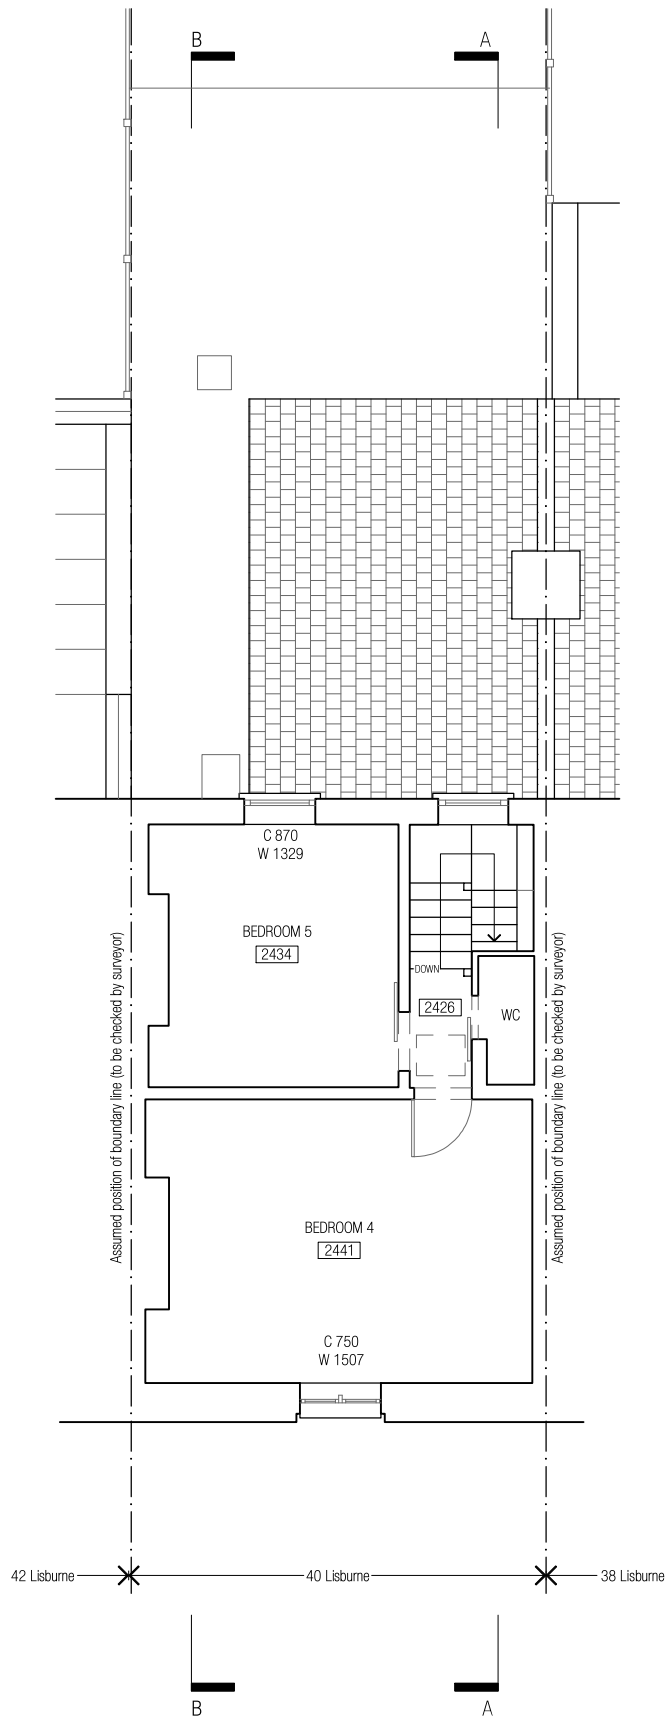 B
A
C 870
W 1329
BEDROOM 5
2434
DOWN
2426
WC
Assumed position of boundary line (to be checked by surveyor)
Assumed position of boundary line (to be checked by surveyor)
BEDROOM 4
2441
C 750
W 1507
42 Lisburne
40 Lisburne
38 Lisburne
B
A